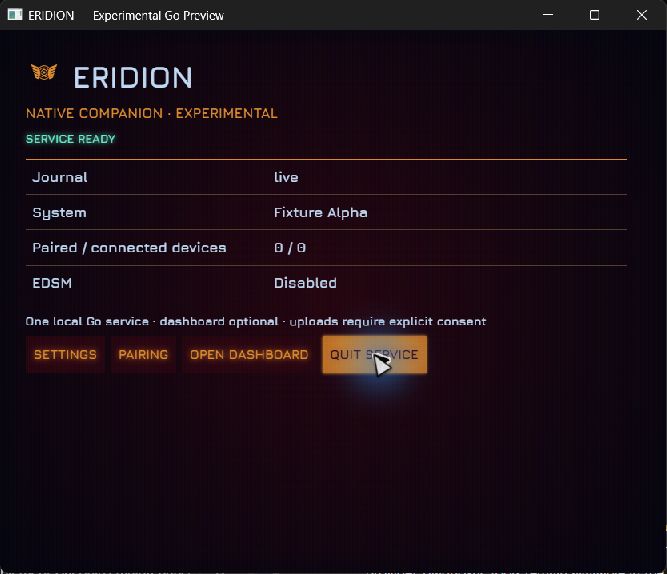 ERIDION Experimental Go Preview
ERIDION
NATIVE COMPANION · EXPERIMENTAL
SERVICE READY
Journal live
System Fixture Alpha
Paired / connected devices 0 / 0
EDSM Disabled
One local Go service · dashboard optional · uploads require explicit consent
SETTINGS PAIRING OPEN DASHBOARD QUIT SERVICE